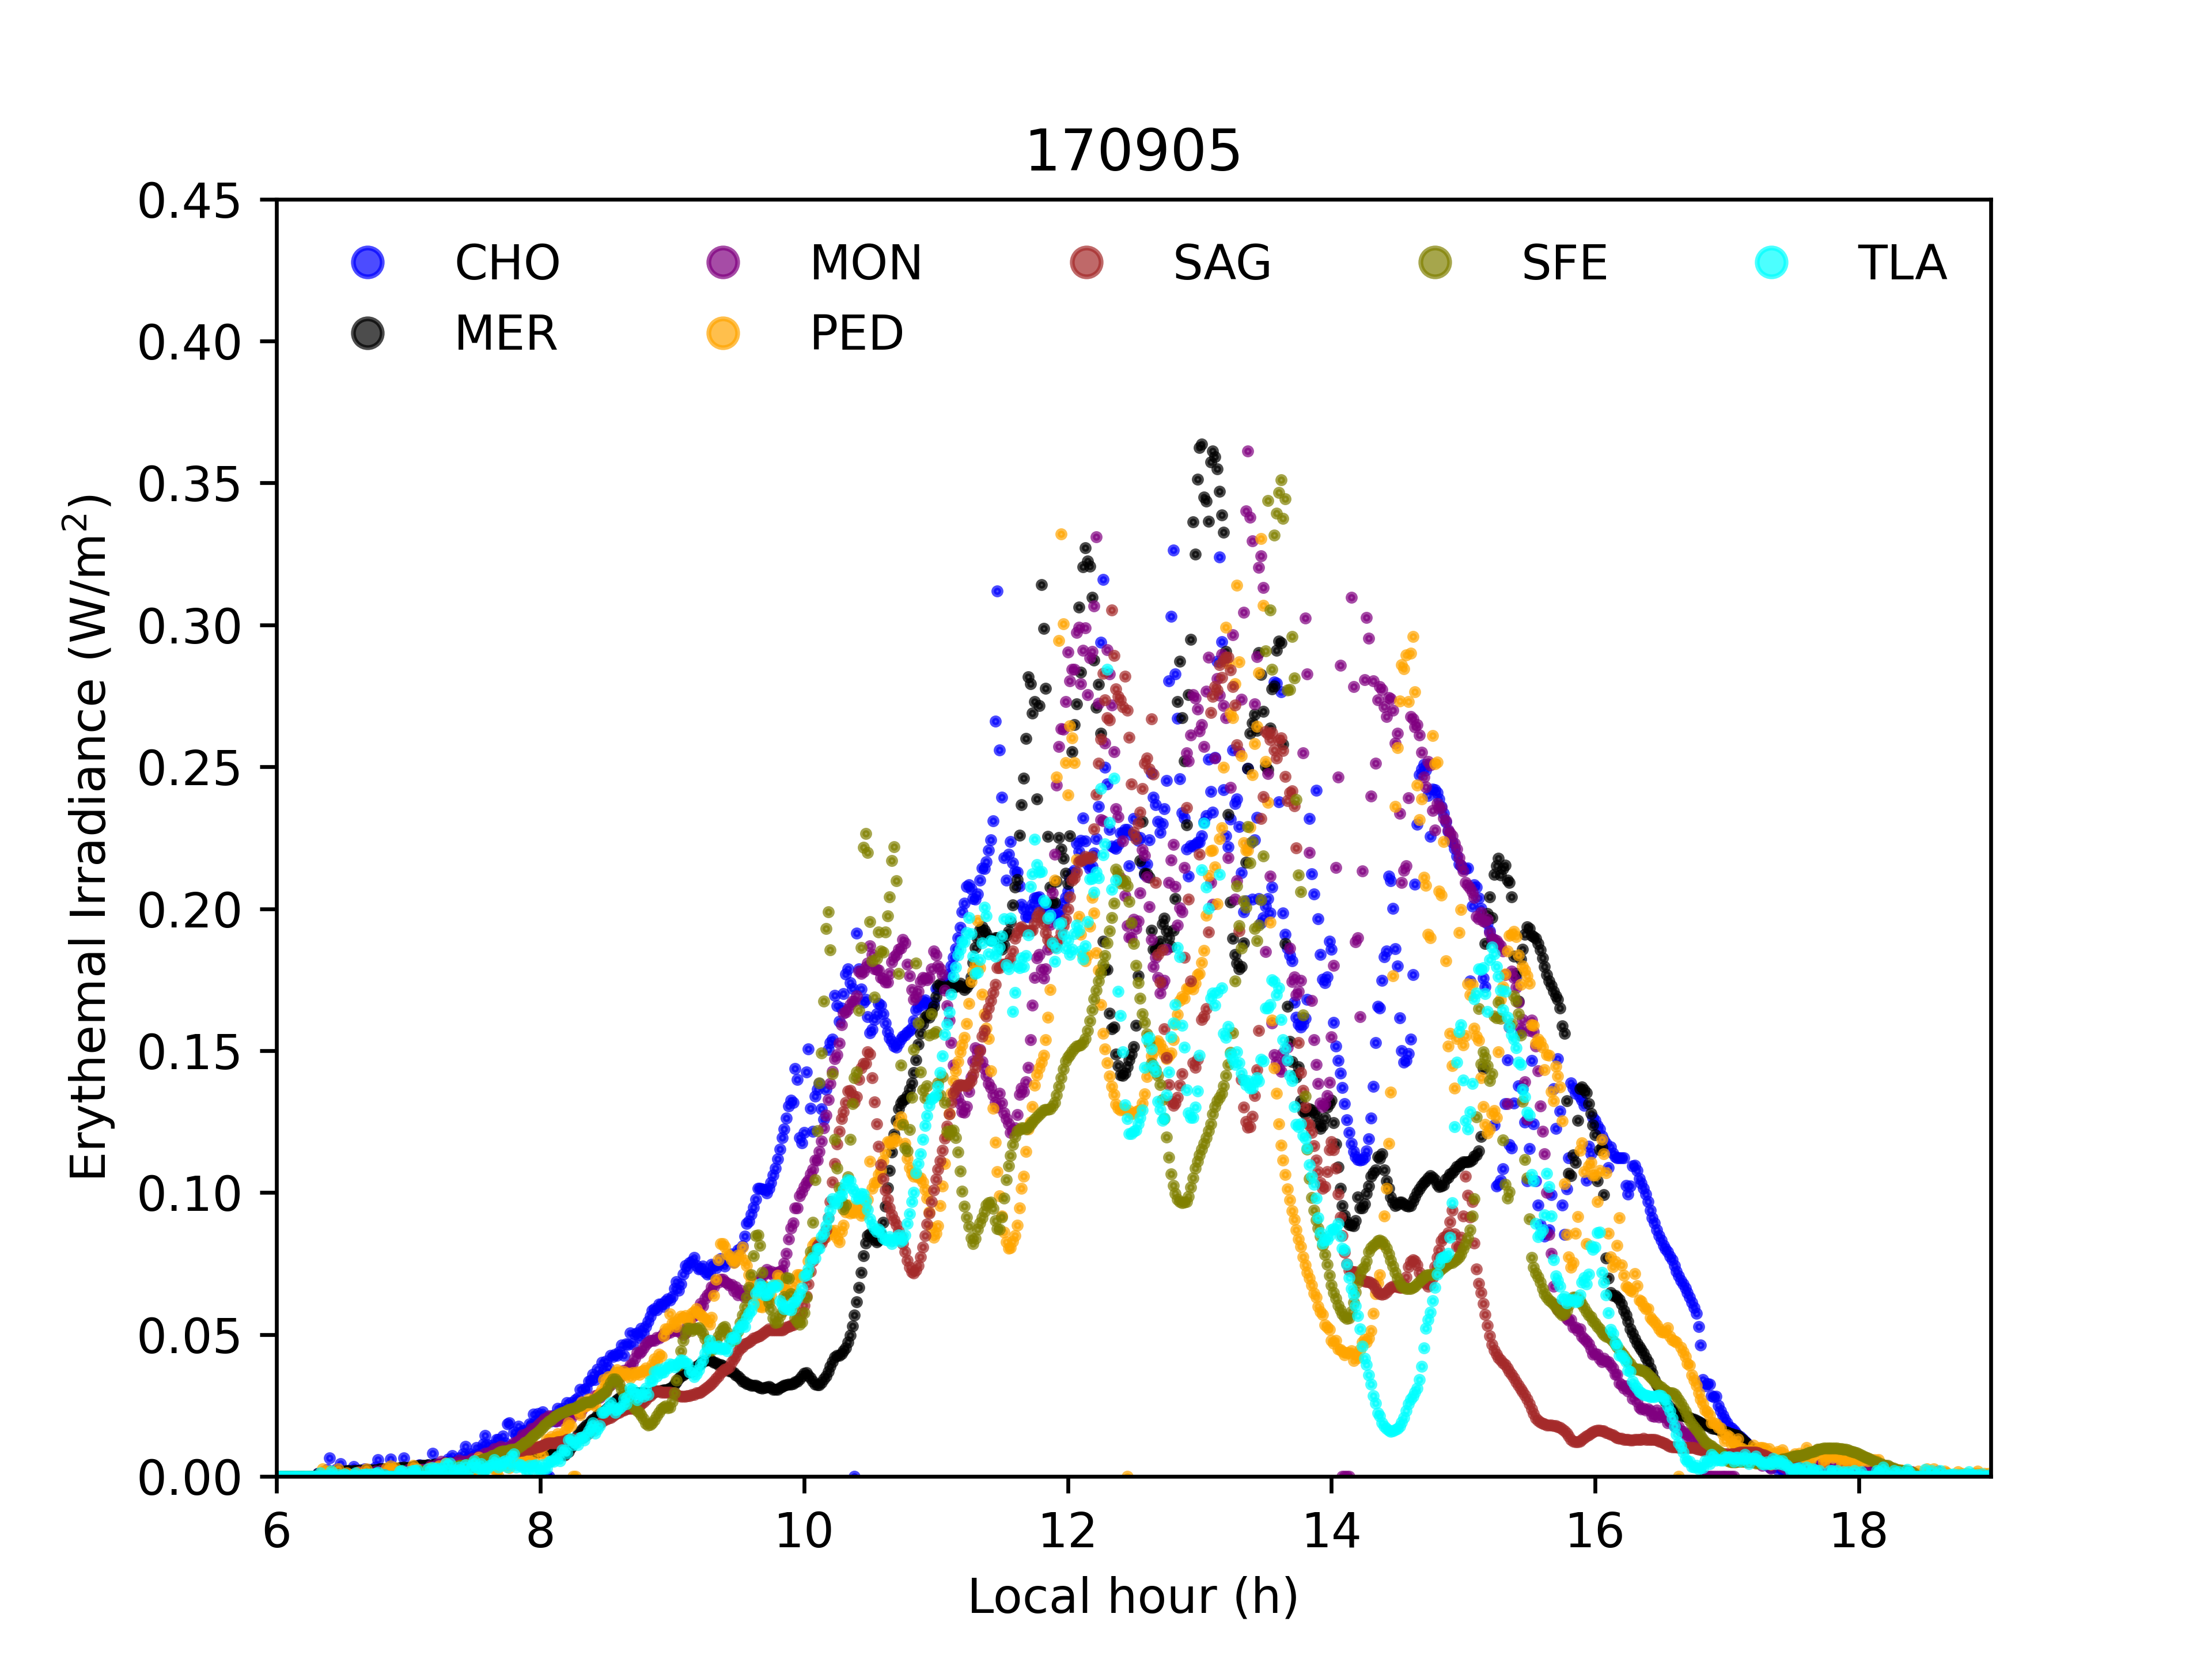 170905
0.45
0.40
0.35
0.30
0.25
0.20
0.15
0.10
0.05
0.00
Erythemal Irradiance (W/m²)
CHO MON SAG SFE TLA
MER PED
6 8 10 12 14 16 18
Local hour (h)